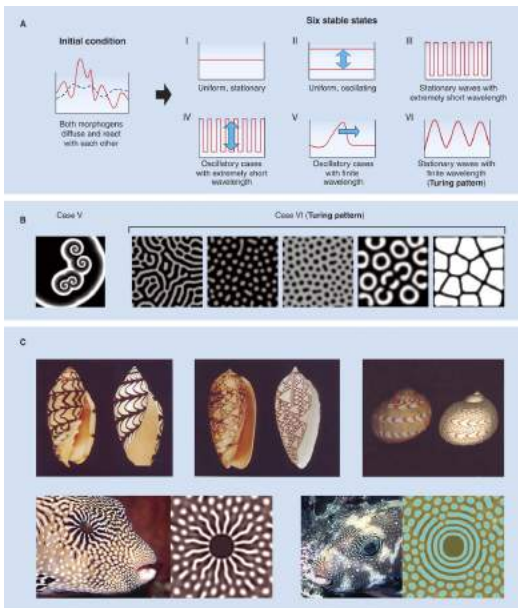 A
Six stable states
Initial condition
Both morphogens
diffuse and react
with each other
I
Uniform, stationary
II
Uniform, oscillating
III
Stationary waves with
extremely short wavelength
IV
Oscillatory cases
with extremely short
wavelength
V
Oscillatory cases
with finite
wavelength
VI
Stationary waves with
finite wavelength
(Turing pattern)
B
Case V
Case VI (Turing pattern)
C